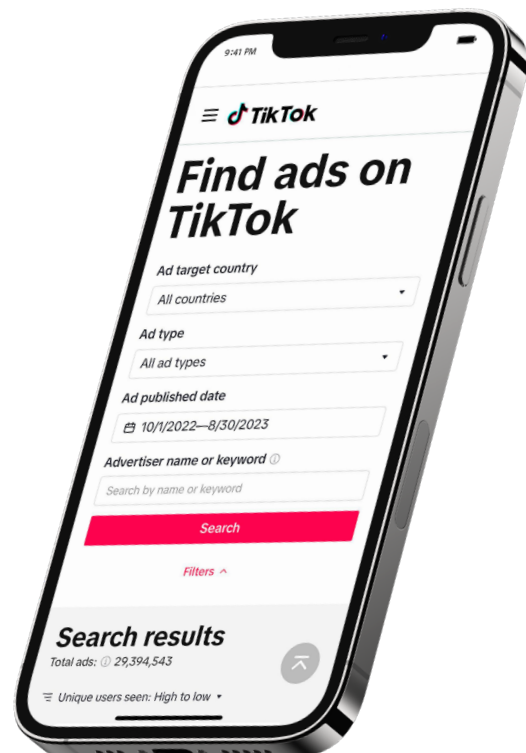 9:41 PM
TikTok
Find ads on
TikTok
Ad target country
All countries
Ad type
All ad types
Ad published date
10/1/2022—8/30/2023
Advertiser name or keyword
Search by name or keyword
Search
Filters
Search results
Total ads: 29,394,543
Unique users seen: High to low